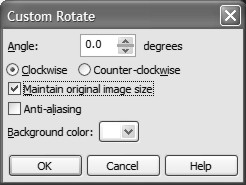 Custom Rotate
Angle: 0.0 degrees
Clockwise Counter-clockwise
Maintain original image size
Anti-aliasing
Background color:
OK Cancel Help